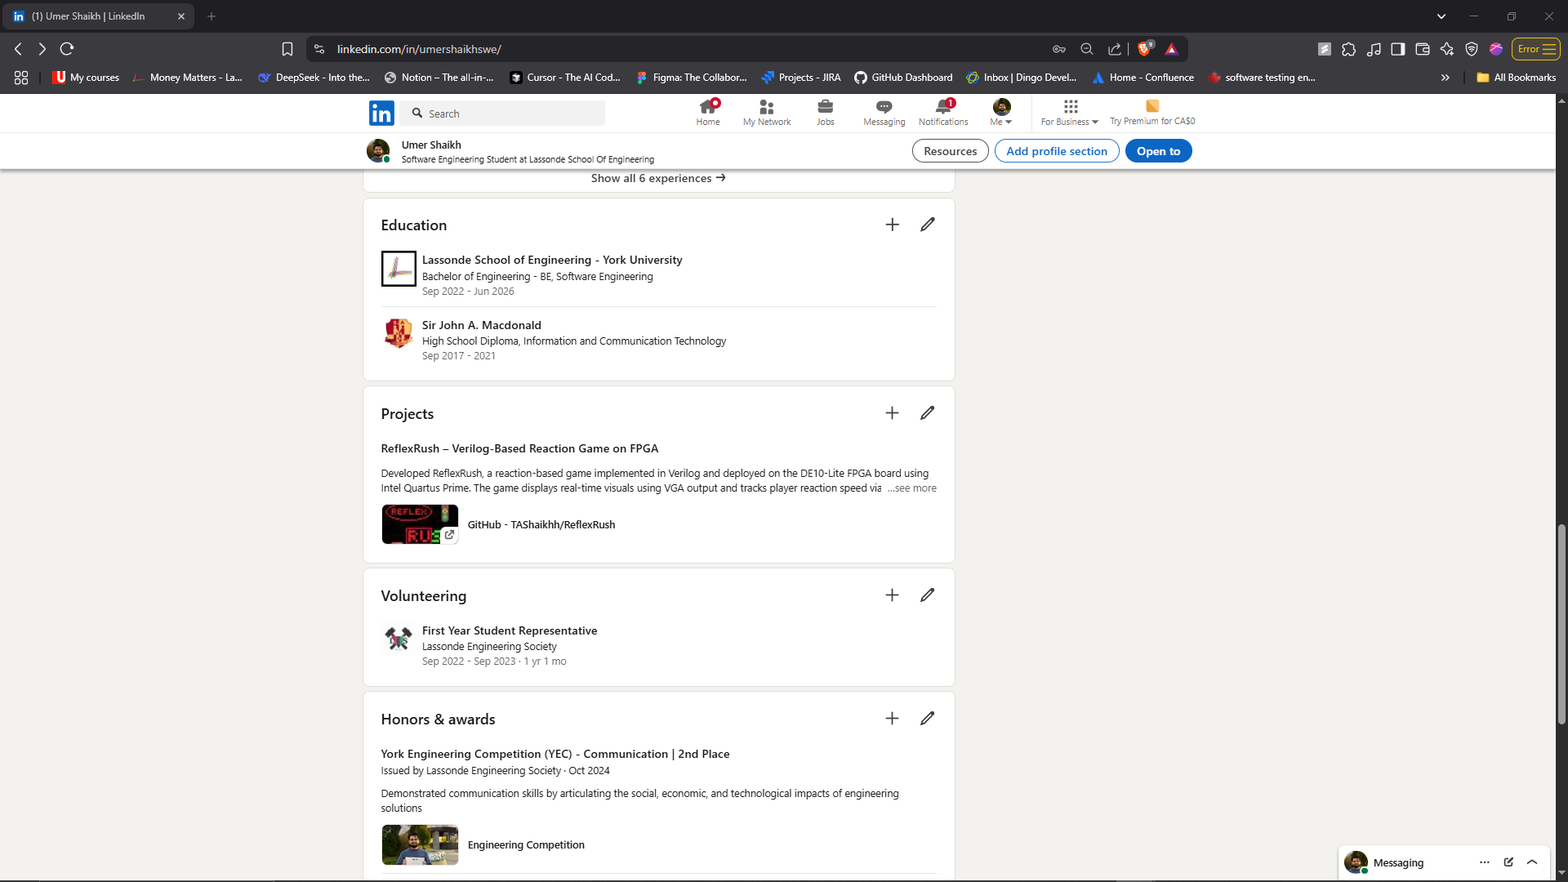 (1) Umer Shaikh | LinkedIn
linkedin.com/in/umershaikhswe/
9
Error
My courses
Money Matters - La...
DeepSeek - Into the...
Notion – The all-in-...
Cursor - The AI Cod...
Figma: The Collabor...
Projects - JIRA
GitHub Dashboard
Inbox | Dingo Devel...
Home - Confluence
software testing en...
»
All Bookmarks
in
Search
Home
My Network
Jobs
Messaging
1
Notifications
Me
For Business
Try Premium for CA$0
Umer Shaikh
Software Engineering Student at Lassonde School Of Engineering
Resources
Add profile section
Open to
Show all 6 experiences →
Education
Lassonde School of Engineering - York University
Bachelor of Engineering - BE, Software Engineering
Sep 2022 - Jun 2026
Sir John A. Macdonald
High School Diploma, Information and Communication Technology
Sep 2017 - 2021
Projects
ReflexRush – Verilog-Based Reaction Game on FPGA
Developed ReflexRush, a reaction-based game implemented in Verilog and deployed on the DE10-Lite FPGA board using
Intel Quartus Prime. The game displays real-time visuals using VGA output and tracks player reaction speed via ...see more
REFLEX
RUS
GitHub - TAShaikhh/ReflexRush
Volunteering
First Year Student Representative
Lassonde Engineering Society
Sep 2022 - Sep 2023 · 1 yr 1 mo
Honors & awards
York Engineering Competition (YEC) - Communication | 2nd Place
Issued by Lassonde Engineering Society · Oct 2024
Demonstrated communication skills by articulating the social, economic, and technological impacts of engineering
solutions
Engineering Competition
Messaging